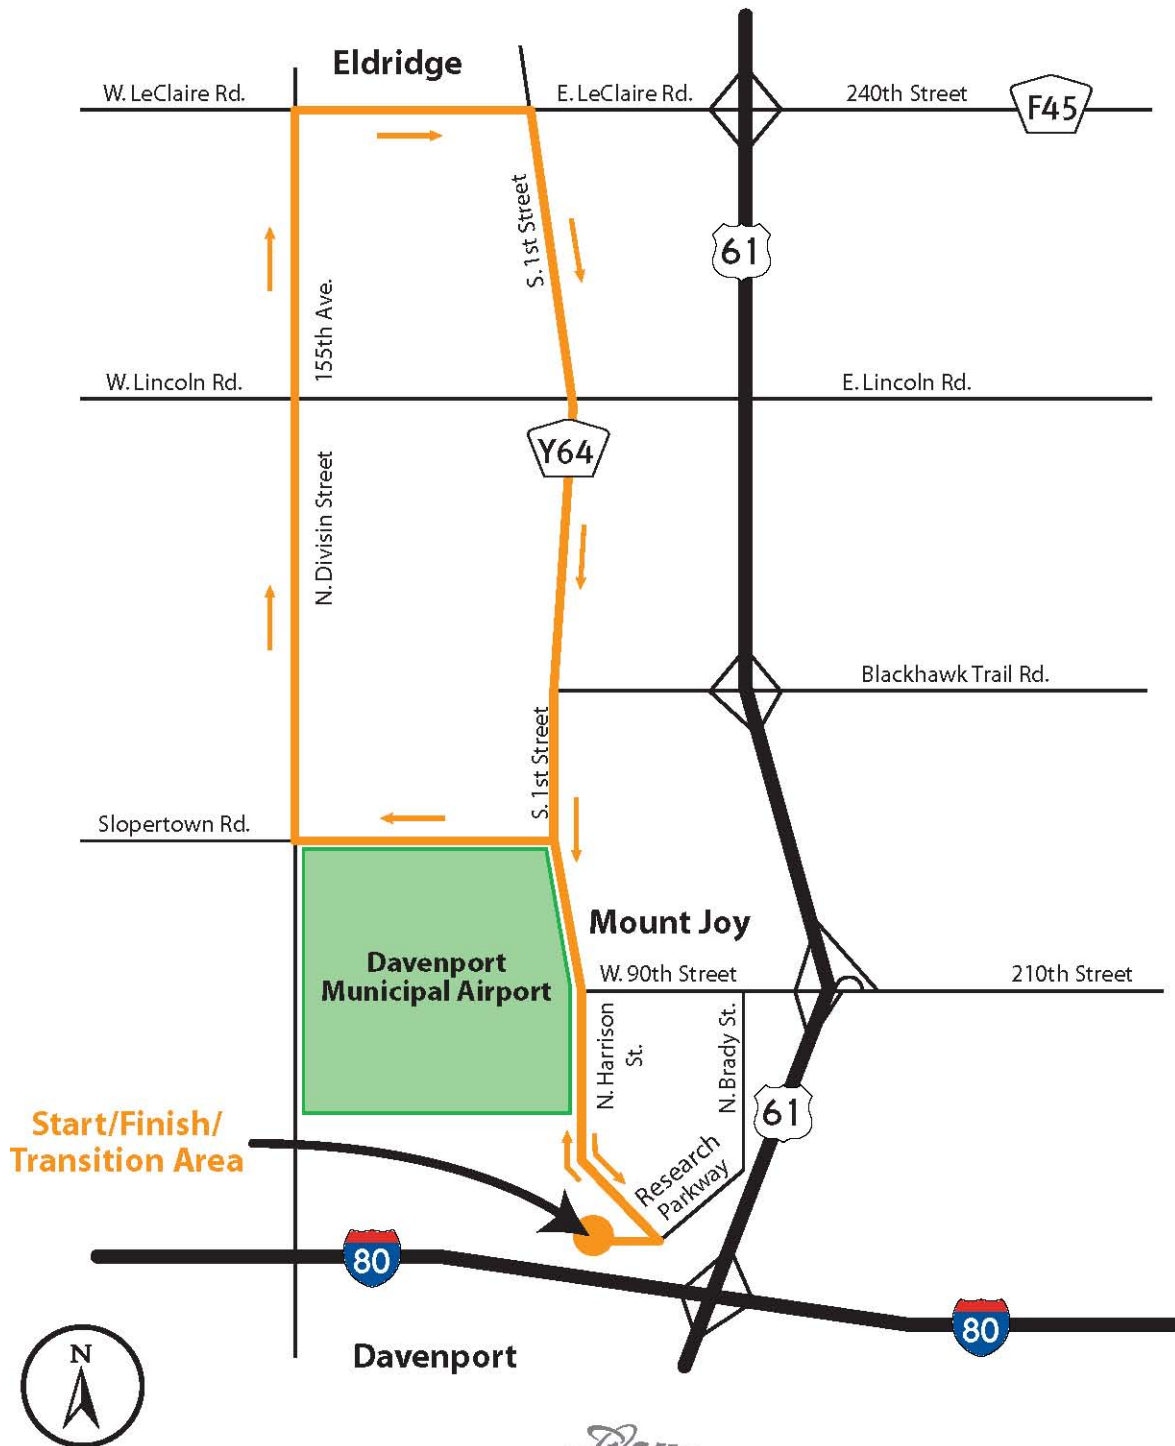 Eldridge
W. LeClaire Rd.
E. LeClaire Rd.
240th Street
F45
S. 1st Street
61
155th Ave.
W. Lincoln Rd.
E. Lincoln Rd.
Y64
N. Divisin Street
Blackhawk Trail Rd.
S. 1st Street
Slopertown Rd.
Mount Joy
Davenport
Municipal Airport
W. 90th Street
210th Street
N. Harrison
St.
N. Brady St.
61
Start/Finish/
Transition Area
Research
Parkway
80
80
Davenport
N